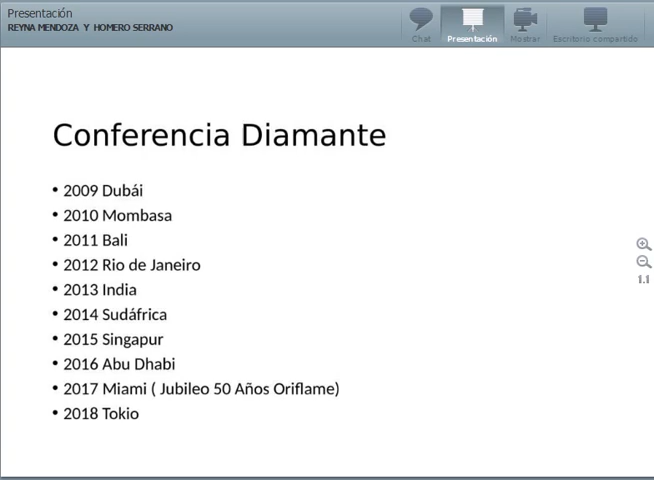 Presentación
REYNA MENDOZA Y HOMERO SERRANO
Chat
Presentación
Mostrar
Escritorio compartido
Conferencia Diamante
• 2009 Dubái
• 2010 Mombasa
• 2011 Bali
• 2012 Rio de Janeiro
• 2013 India
• 2014 Sudáfrica
• 2015 Singapur
• 2016 Abu Dhabi
• 2017 Miami ( Jubileo 50 Años Oriflame)
• 2018 Tokio
1.1